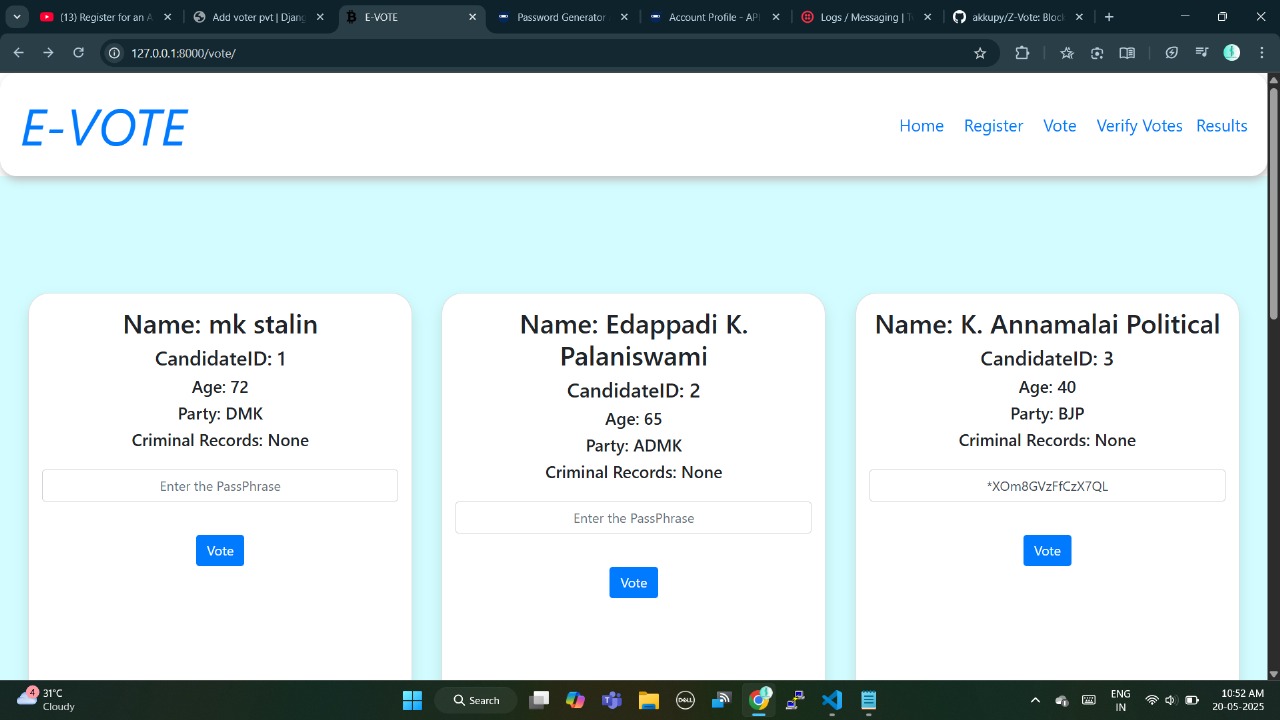 (13) Register for an A
Add voter pvt | Djang
E-VOTE
Password Generator
Account Profile - API
Logs / Messaging | T
akkupy/Z-Vote: Block
127.0.0.1:8000/vote/
E-VOTE
Home
Register
Vote
Verify Votes
Results
Name: mk stalin
CandidateID: 1
Age: 72
Party: DMK
Criminal Records: None
Enter the PassPhrase
Vote
Name: Edappadi K.
Palaniswami
CandidateID: 2
Age: 65
Party: ADMK
Criminal Records: None
Enter the PassPhrase
Vote
Name: K. Annamalai Political
CandidateID: 3
Age: 40
Party: BJP
Criminal Records: None
*XOm8GVzFfCzX7QL
Vote
4
31°C
Cloudy
Search
DELL
ENG
IN
10:52 AM
20-05-2025